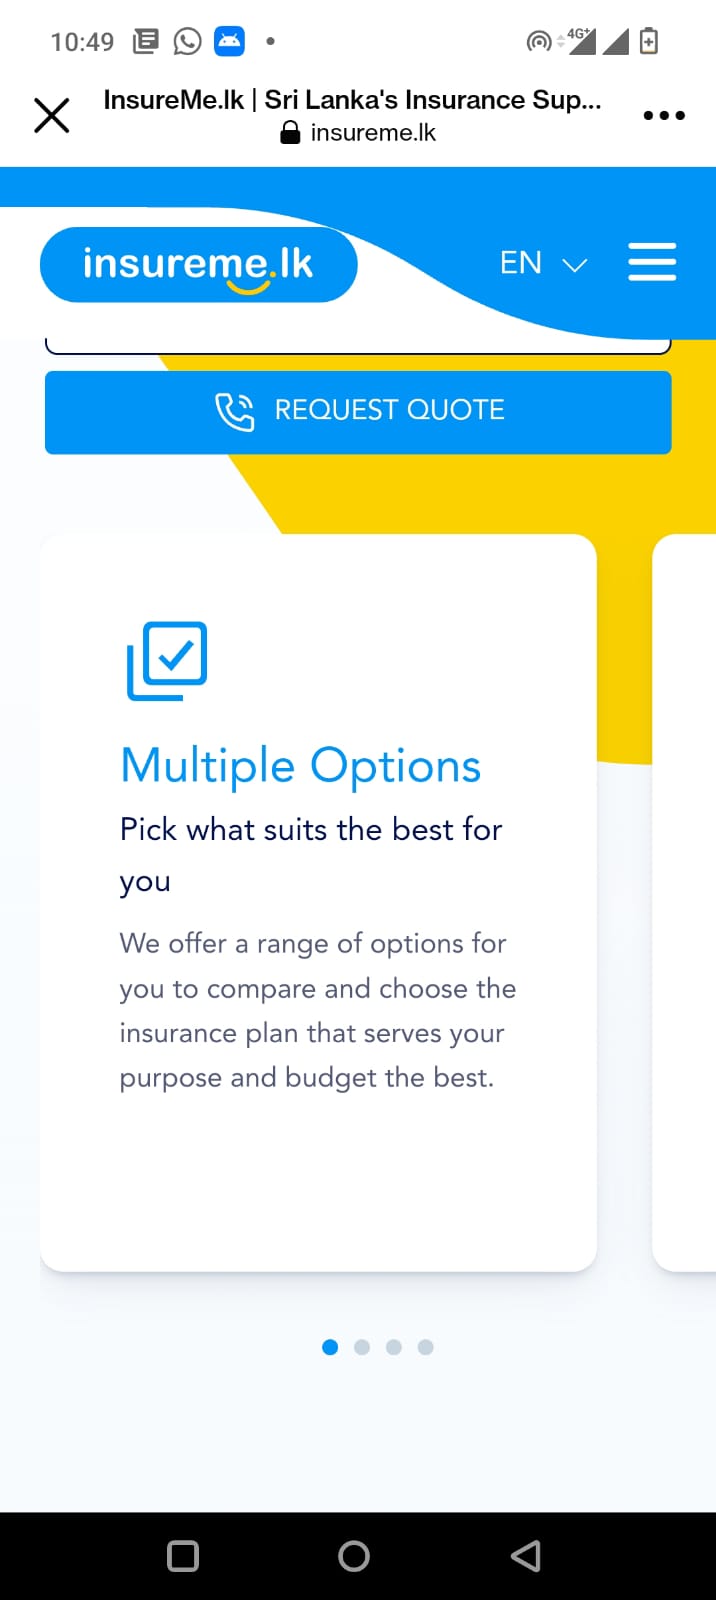 10:49
4G+
InsureMe.lk | Sri Lanka's Insurance Sup...
insureme.lk
insureme.lk
EN
REQUEST QUOTE
Multiple Options
Pick what suits the best for
you
We offer a range of options for
you to compare and choose the
insurance plan that serves your
purpose and budget the best.